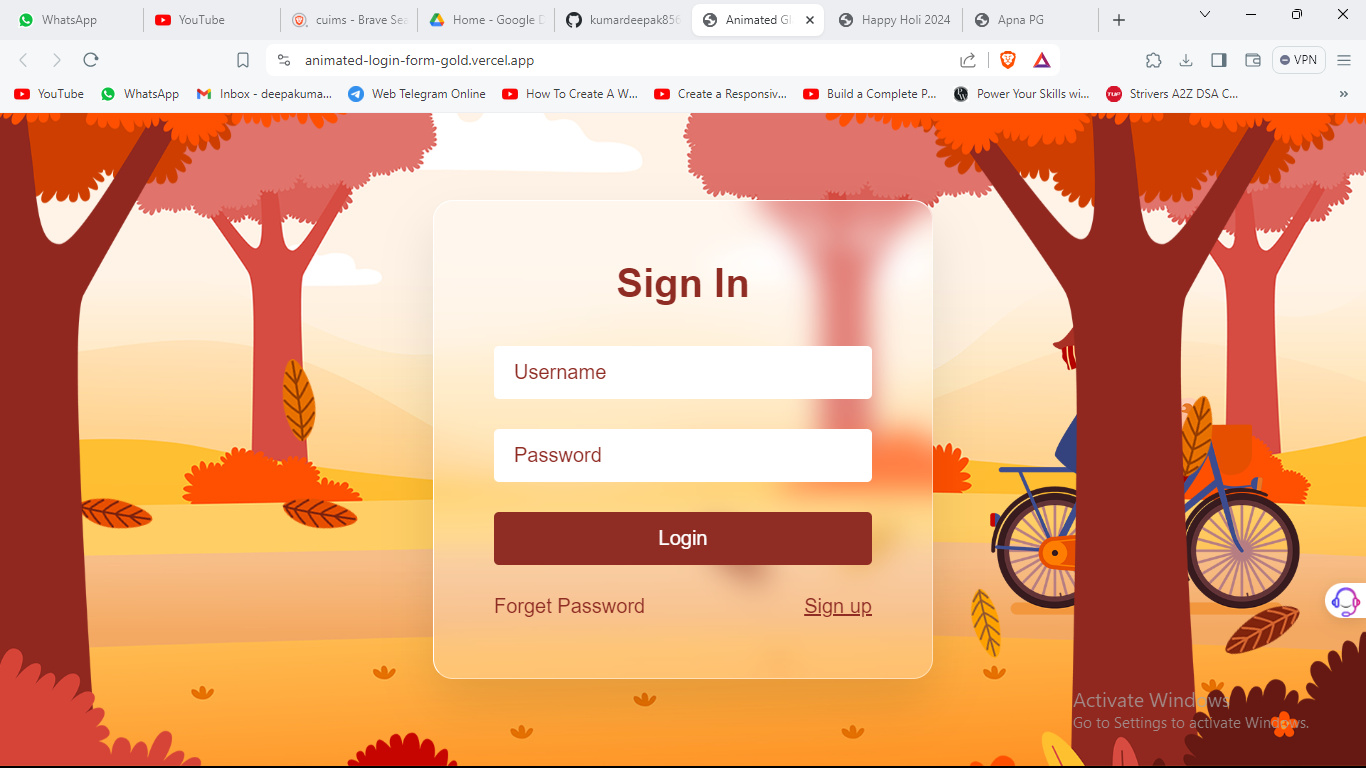 WhatsApp
YouTube
cuims - Brave Sea
Home - Google D
kumardeepak856
Animated Gl
Happy Holi 2024
Apna PG
animated-login-form-gold.vercel.app
VPN
YouTube
WhatsApp
Inbox - deepakuma...
Web Telegram Online
How To Create A W...
Create a Responsiv...
Build a Complete P...
Power Your Skills wi...
TUF
Strivers A2Z DSA C...
Sign In
Username
Password
Login
Forget Password
Sign up
Activate Windows
Go to Settings to activate Windows.